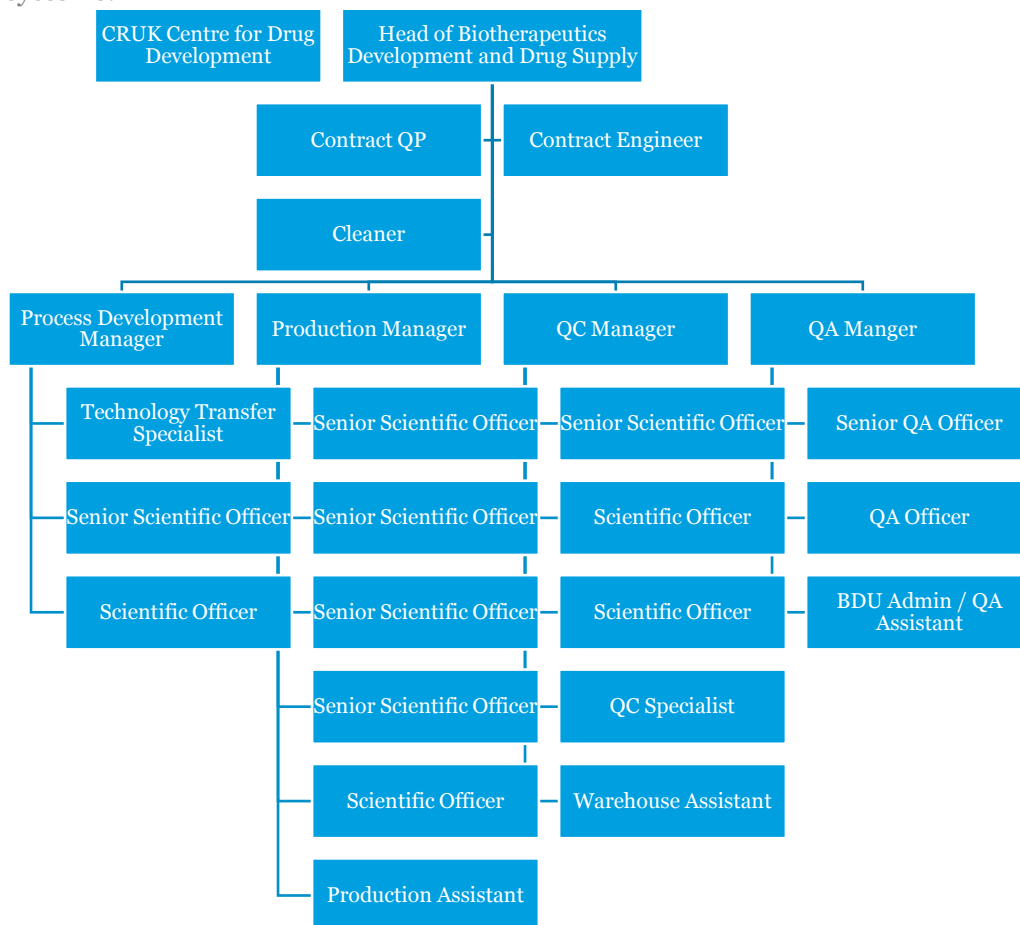 CRUK Centre for Drug
Development
Head of Biotherapeutics
Development and Drug Supply
Contract QP
Contract Engineer
Cleaner
Process Development
Manager
Production Manager
QC Manager
QA Manger
Technology Transfer
Specialist
Senior Scientific Officer
Senior Scientific Officer
Senior QA Officer
Senior Scientific Officer
Senior Scientific Officer
Scientific Officer
QA Officer
Scientific Officer
Senior Scientific Officer
Scientific Officer
BDU Admin / QA
Assistant
Senior Scientific Officer
QC Specialist
Scientific Officer
Warehouse Assistant
Production Assistant